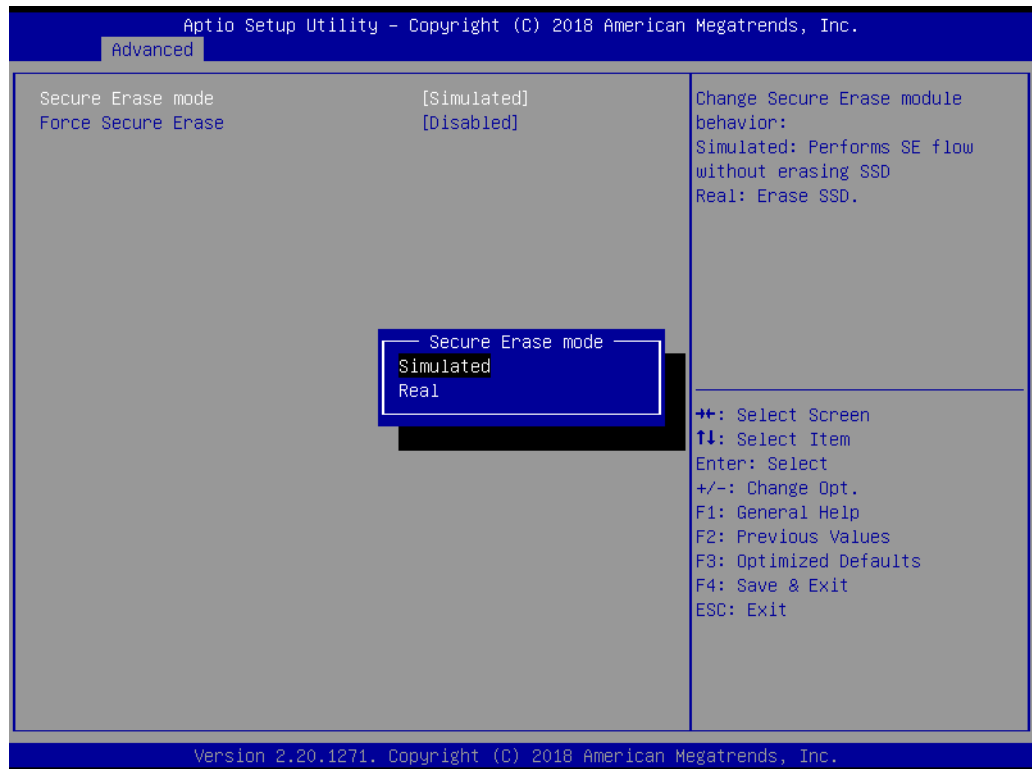 Aptio Setup Utility – Copyright (C) 2018 American Megatrends, Inc.
Advanced
Secure Erase mode [Simulated]
Force Secure Erase [Disabled]
Change Secure Erase module
behavior:
Simulated: Performs SE flow
without erasing SSD
Real: Erase SSD.
Secure Erase mode
Simulated
Real
→←: Select Screen
↑↓: Select Item
Enter: Select
+/-: Change Opt.
F1: General Help
F2: Previous Values
F3: Optimized Defaults
F4: Save & Exit
ESC: Exit
Version 2.20.1271. Copyright (C) 2018 American Megatrends, Inc.